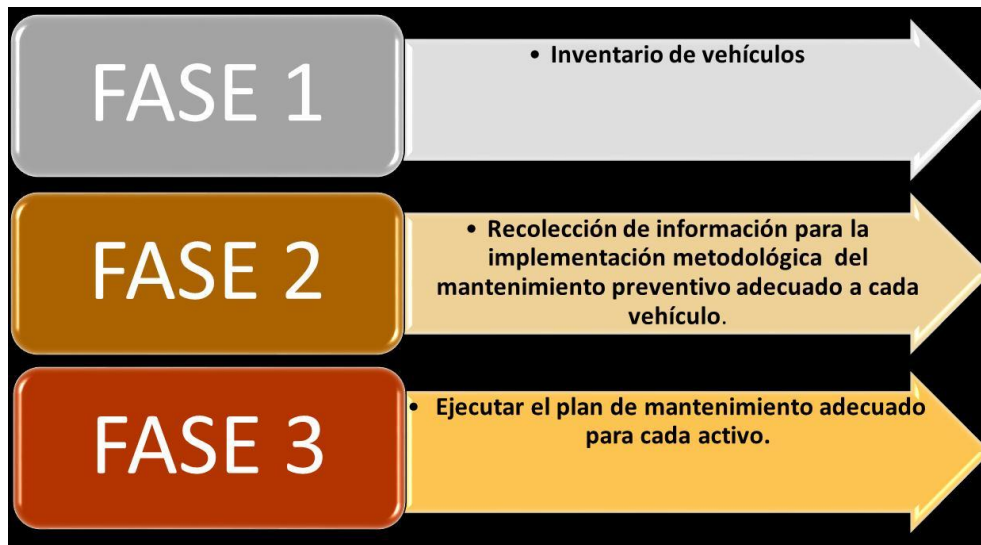 FASE 1
• Inventario de vehículos
FASE 2
• Recolección de información para la
implementación metodológica del
mantenimiento preventivo adecuado a cada
vehículo.
FASE 3
• Ejecutar el plan de mantenimiento adecuado
para cada activo.